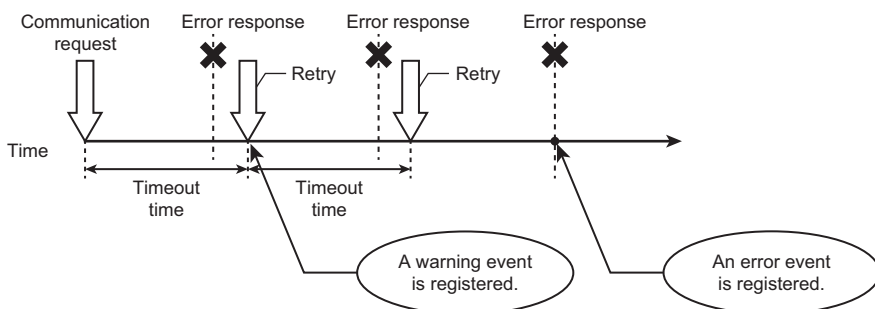 Communication
request
Error response
Error response
Error response
Retry
Retry
Time
Timeout
time
Timeout
time
A warning event
is registered.
An error event
is registered.